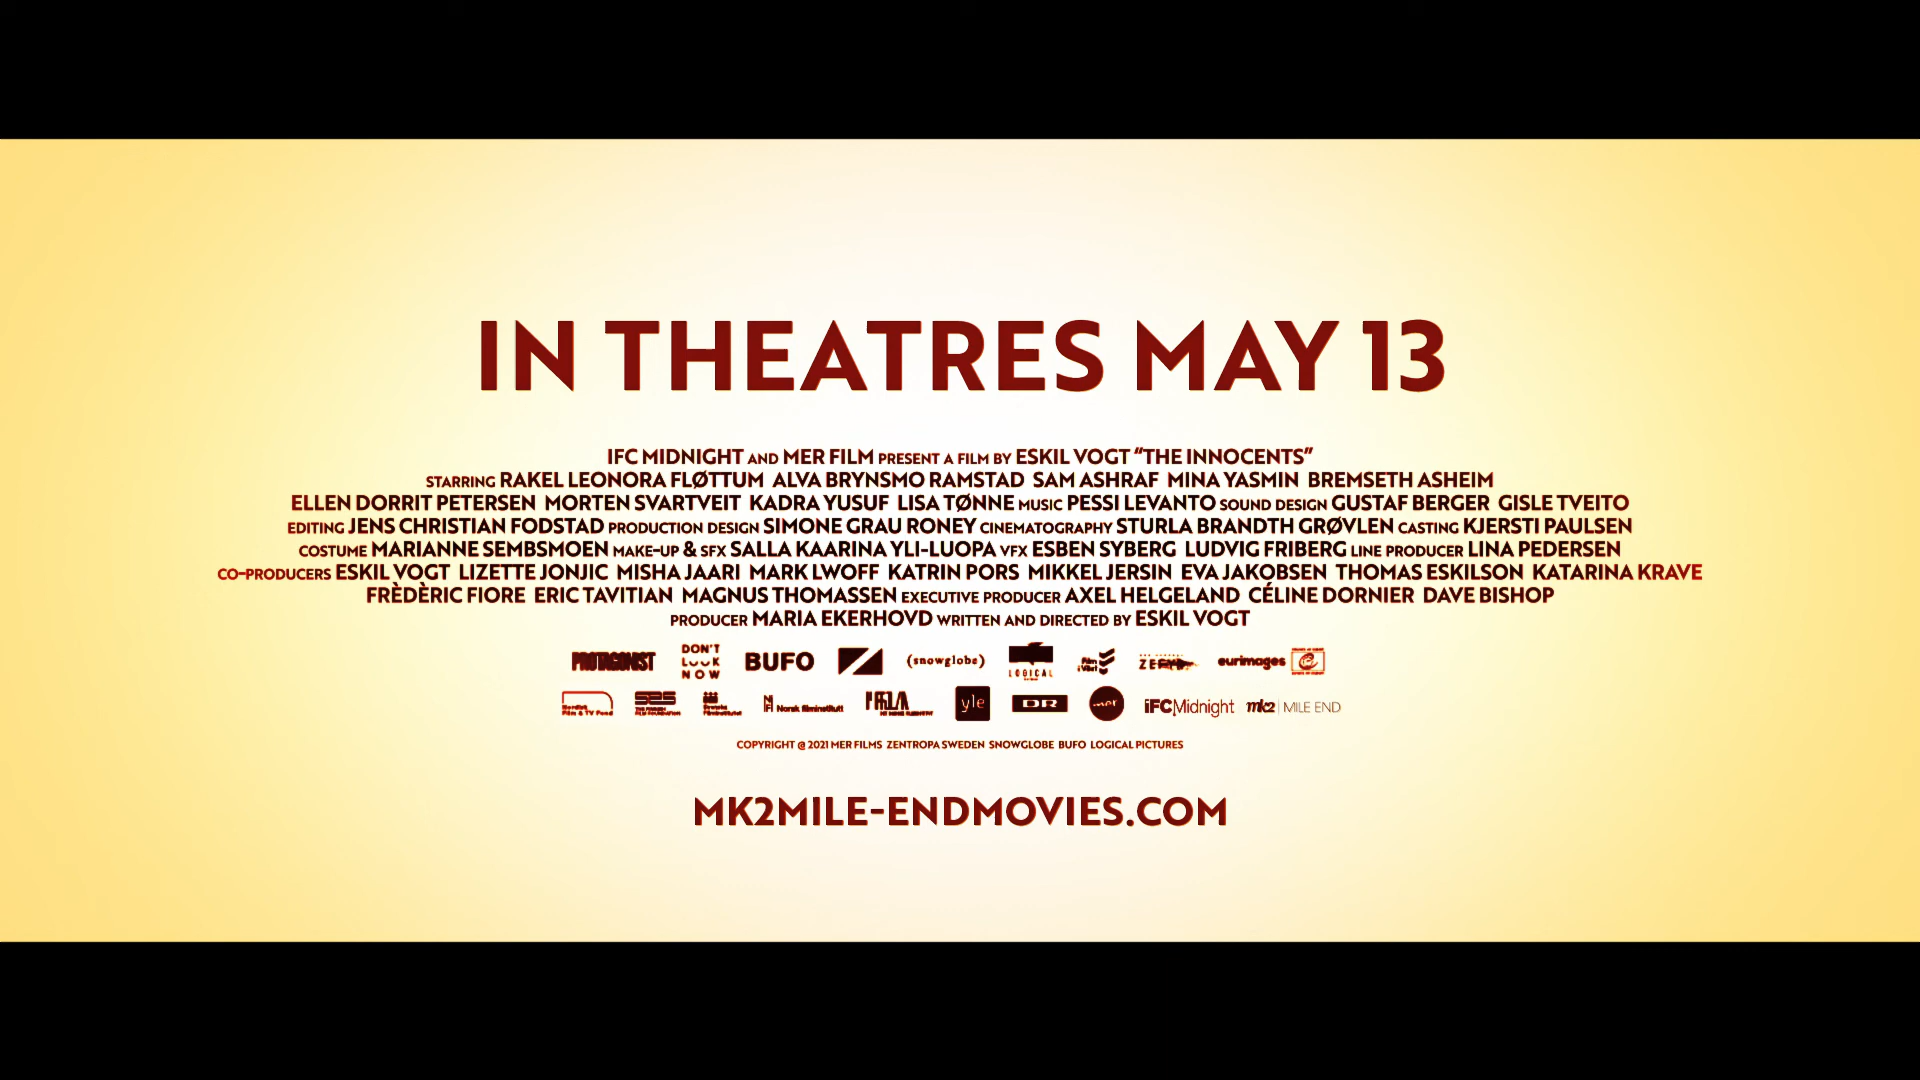 IN THEATRES MAY 13
IFC MIDNIGHT AND MER FILM PRESENT A FILM BY ESKIL VOGT "THE INNOCENTS"
STARRING RAKEL LEONORA FLØTTUM ALVA BRYNSMO RAMSTAD SAM ASHRAF MINA YASMIN BREMSETH ASHEIM
ELLEN DORRIT PETERSEN MORTEN SVARTVEIT KADRA YUSUF LISA TØNNE MUSIC PESSI LEVANTO SOUND DESIGN GUSTAF BERGER GISLE TVEITO
EDITING JENS CHRISTIAN FODSTAD PRODUCTION DESIGN SIMONE GRAU RONEY CINEMATOGRAPHY STURLA BRANDTH GRØVLEN CASTING KJERSTI PAULSEN
COSTUME MARIANNE SEMBSMOEN MAKE-UP & SFX SALLA KAARINA YLI-LUOPA VFX ESBEN SYBERG LUDVIG FRIBERG LINE PRODUCER LINA PEDERSEN
CO-PRODUCERS ESKIL VOGT LIZETTE JONJIC MISHA JAARI MARK LWOFF KATRIN PORS MIKKEL JERSIN EVA JAKOBSEN THOMAS ESKILSON KATARINA KRAVE
FRÈDÈRIC FIORE ERIC TAVITIAN MAGNUS THOMASSEN EXECUTIVE PRODUCER AXEL HELGELAND CÉLINE DORNIER DAVE BISHOP
PRODUCER MARIA EKERHOVD WRITTEN AND DIRECTED BY ESKIL VOGT
PROTAGONIST DON'T LOOK NOW BUFO (snowglobe) LOGICAL eurimages
Norsk filminstitutt yle DR mer IFC Midnight mk2 MILE END
COPYRIGHT @ 2021 MER FILMS ZENTROPA SWEDEN SNOWGLOBE BUFO LOGICAL PICTURES
MK2MILE-ENDMOVIES.COM